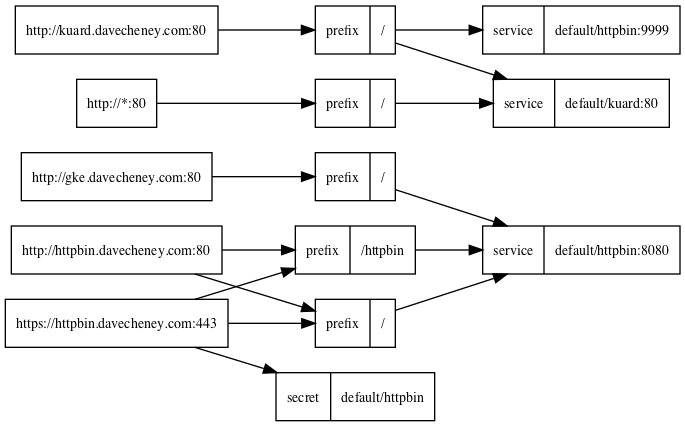 http://kuard.davecheney.com:80 prefix / service default/httpbin:9999
http://*:80 prefix / service default/kuard:80
http://gke.davecheney.com:80 prefix /
http://httpbin.davecheney.com:80 prefix /httpbin service default/httpbin:8080
https://httpbin.davecheney.com:443 prefix /
secret default/httpbin